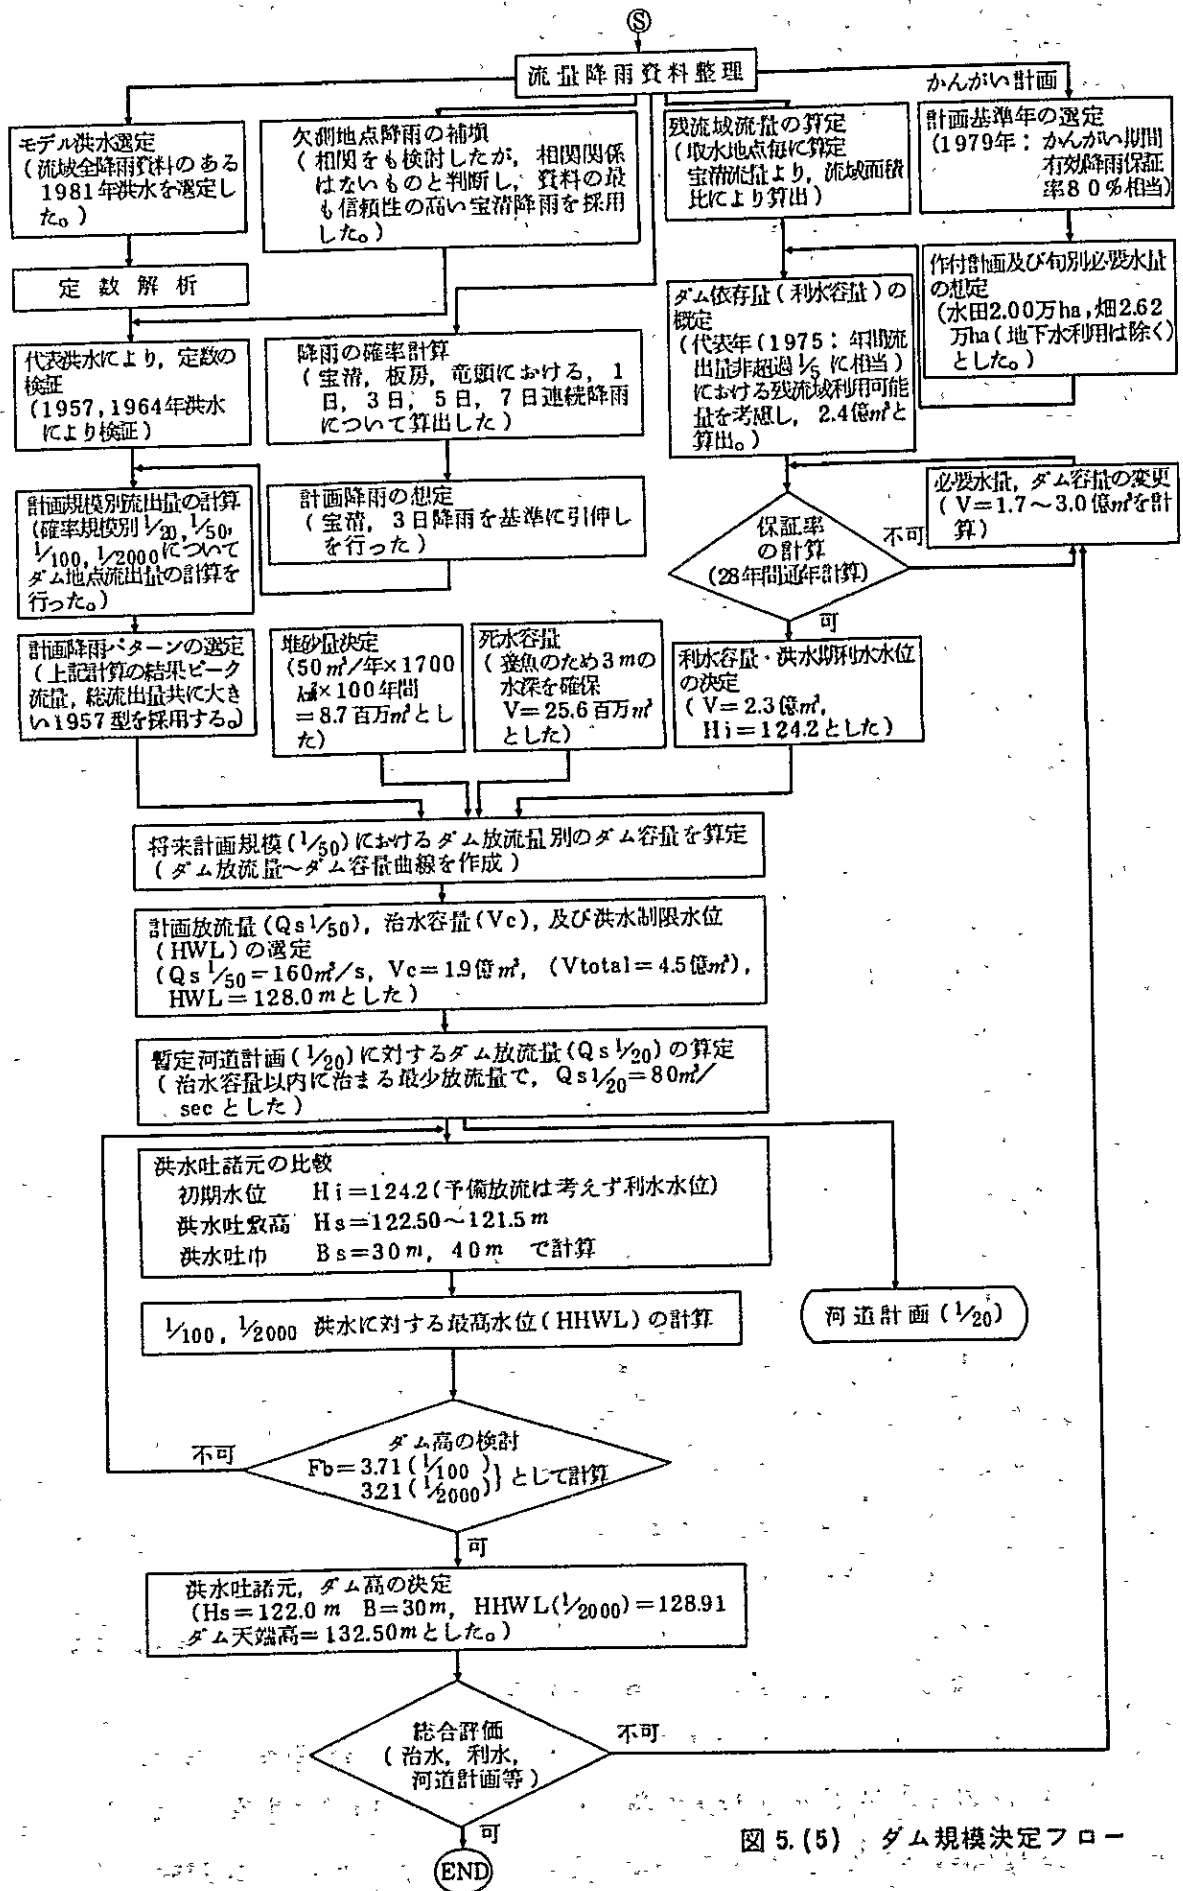 Ⓢ
流量降雨資料整理
かんがい計画
モデル洪水選定
(流域全降雨資料のある
1981年洪水を選定し
た。)
欠測地点降雨の補塡
(相関をも検討したが，相関関係
はないものと判断し，資料の最
も信頼性の高い宝清降雨を採用
した。)
残流域流量の算定
(取水地点毎に算定
宝清流量より，流域面積
比により算出)
計画基準年の選定
(1979年：かんがい期間
有効降雨保証
率80%相当)
定数解析
作付計画及び旬別必要水量
の想定
(水田2.00万ha，畑2.62
万ha(地下水利用は除く)
とした。)
代表洪水により，定数の
検証
(1957，1964年洪水
により検証)
降雨の確率計算
(宝清，板房，竜頭における，1
日，3日，5日，7日連続降雨
について算出した)
ダム依存量(利水容量)の
概定
(代表年(1975：年間流
出量非超過1/5に相当)
における残流域利用可能
量を考慮し，2.4億m³と
算出。)
計画規模別流出量の計算
(確率規模別1/20，1/50，
1/100，1/2000について
ダム地点流出量の計算を
行った。)
計画降雨の想定
(宝清，3日降雨を基準に引伸し
を行った)
保証率
の計算
(28年間通年計算)
不可
可
必要水量，ダム容量の変更
(V=1.7～3.0億m³を計
算)
計画降雨パターンの選定
(上記計算の結果ピーク
流量，総流出量共に大き
い1957型を採用する。)
堆砂量決定
(50m³/年×1700
km²×100年間
=8.7百万m³とし
た)
死水容量
(養魚のため3mの
水深を確保
V=25.6百万m³
とした)
利水容量・洪水期利水水位
の決定
(V=2.3億m³，
Hi=124.2とした)
将来計画規模(1/50)におけるダム放流量別のダム容量を算定
(ダム放流量～ダム容量曲線を作成)
計画放流量(Qs1/50)，治水容量(Vc)，及び洪水制限水位
(HWL)の選定
(Qs1/50=160m³/s，Vc=1.9億m³，(Vtotal=4.5億m³)，
HWL=128.0mとした)
暫定河道計画(1/20)に対するダム放流量(Qs1/20)の算定
(治水容量以内に治まる最少放流量で，Qs1/20=80m³/
secとした)
洪水吐諸元の比較
初期水位 Hi=124.2(予備放流は考えず利水水位)
洪水吐敷高 Hs=122.50～121.5m
洪水吐巾 Bs=30m，40m で計算
河道計画(1/20)
1/100，1/2000 洪水に対する最高水位(HHWL)の計算
不可
ダム高の検討
Fb=3.71(1/100)
3.21(1/2000)}として計算
可
洪水吐諸元，ダム高の決定
(Hs=122.0m B=30m，HHWL(1/2000)=128.91
ダム天端高=132.50mとした。)
総合評価
(治水，利水，
河道計画等)
不可
可
END
図5.(5) ダム規模決定フロー